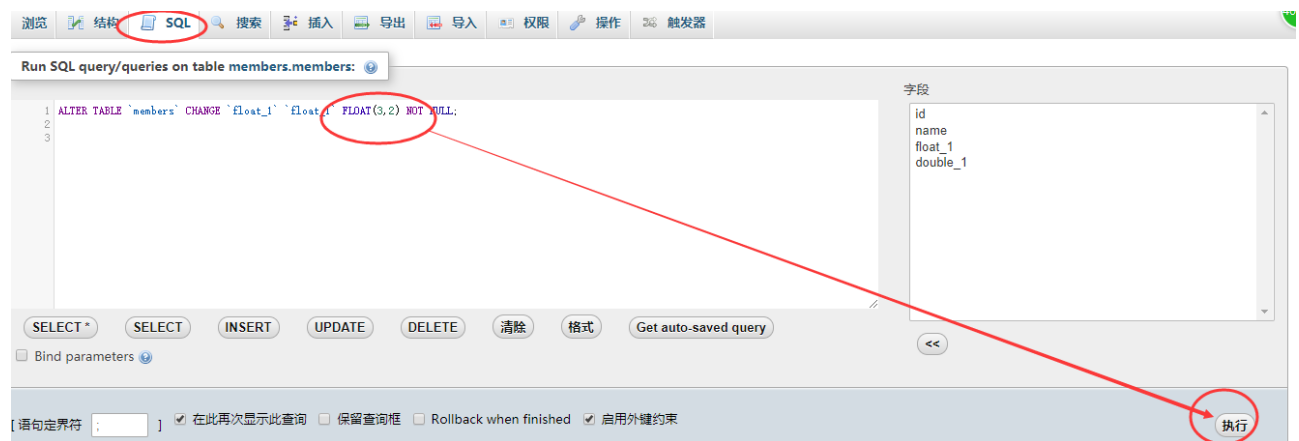 浏览 结构 SQL 搜索 插入 导出 导入 权限 操作 触发器
Run SQL query/queries on table members.members:
1 ALTER TABLE `members` CHANGE `float_1` `float_1` FLOAT(3,2) NOT NULL;
2
3
字段
id
name
float_1
double_1
SELECT * SELECT INSERT UPDATE DELETE 清除 格式 Get auto-saved query
<<
Bind parameters
[ 语句定界符 ; ] 在此再次显示此查询 保留查询框 Rollback when finished 启用外键约束 执行